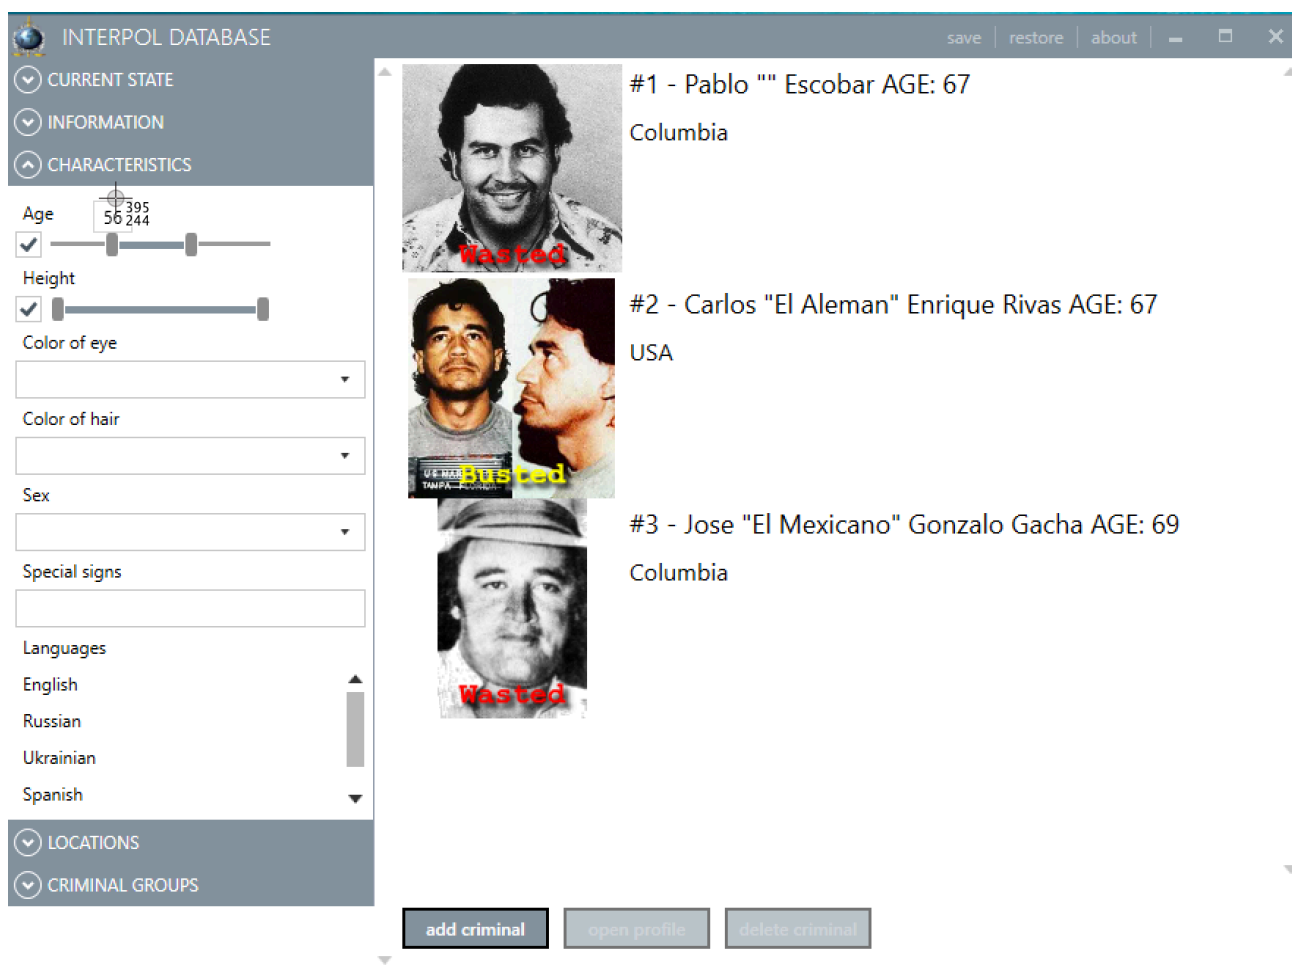 INTERPOL DATABASE
save restore about
CURRENT STATE
INFORMATION
CHARACTERISTICS
Age
56
395
244
Height
Color of eye
Color of hair
Sex
Special signs
Languages
English
Russian
Ukrainian
Spanish
LOCATIONS
CRIMINAL GROUPS
#1 - Pablo "" Escobar AGE: 67
Columbia
Wasted
#2 - Carlos "El Aleman" Enrique Rivas AGE: 67
USA
Busted
#3 - Jose "El Mexicano" Gonzalo Gacha AGE: 69
Columbia
Wasted
add criminal
open profile
delete criminal